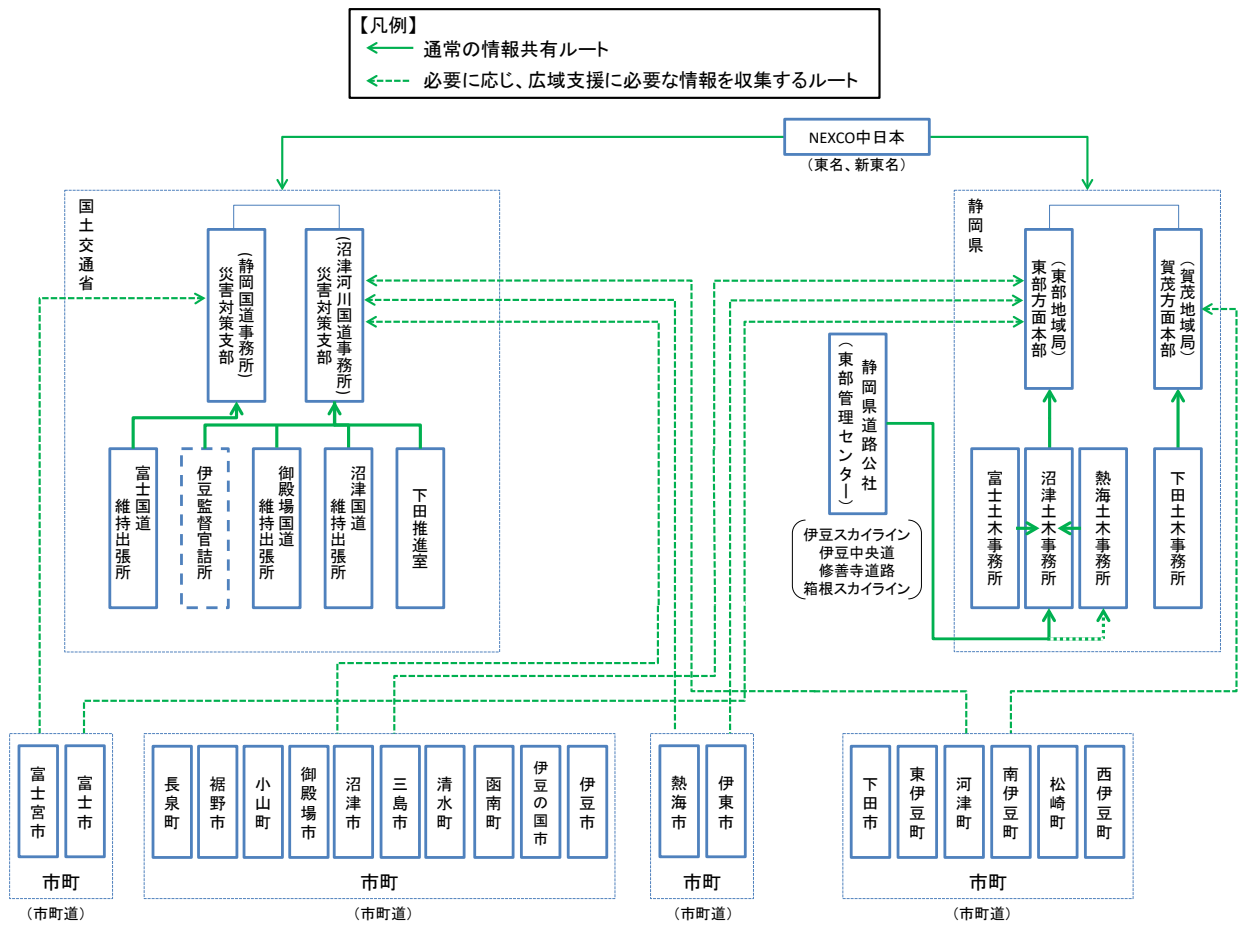 【凡例】
通常の情報共有ルート
必要に応じ、広域支援に必要な情報を収集するルート
NEXCO中日本
（東名、新東名）
国土交通省
（静岡国道事務所）
災害対策支部
（沼津河川国道事務所）
災害対策支部
富士国道
維持出張所
伊豆監督官詰所
御殿場国道
維持出張所
沼津国道
維持出張所
下田推進室
静岡県道路公社
（東部管理センター）
伊豆スカイライン
伊豆中央道
修善寺道路
箱根スカイライン
静岡県
（東部地域局）
東部方面本部
（賀茂地域局）
賀茂方面本部
富士土木事務所
沼津土木事務所
熱海土木事務所
下田土木事務所
富士宮市
富士市
市町
（市町道）
長泉町
裾野市
小山町
御殿場市
沼津市
三島市
清水町
函南町
伊豆の国市
伊豆市
市町
（市町道）
熱海市
伊東市
市町
（市町道）
下田市
東伊豆町
河津町
南伊豆町
松崎町
西伊豆町
市町
（市町道）